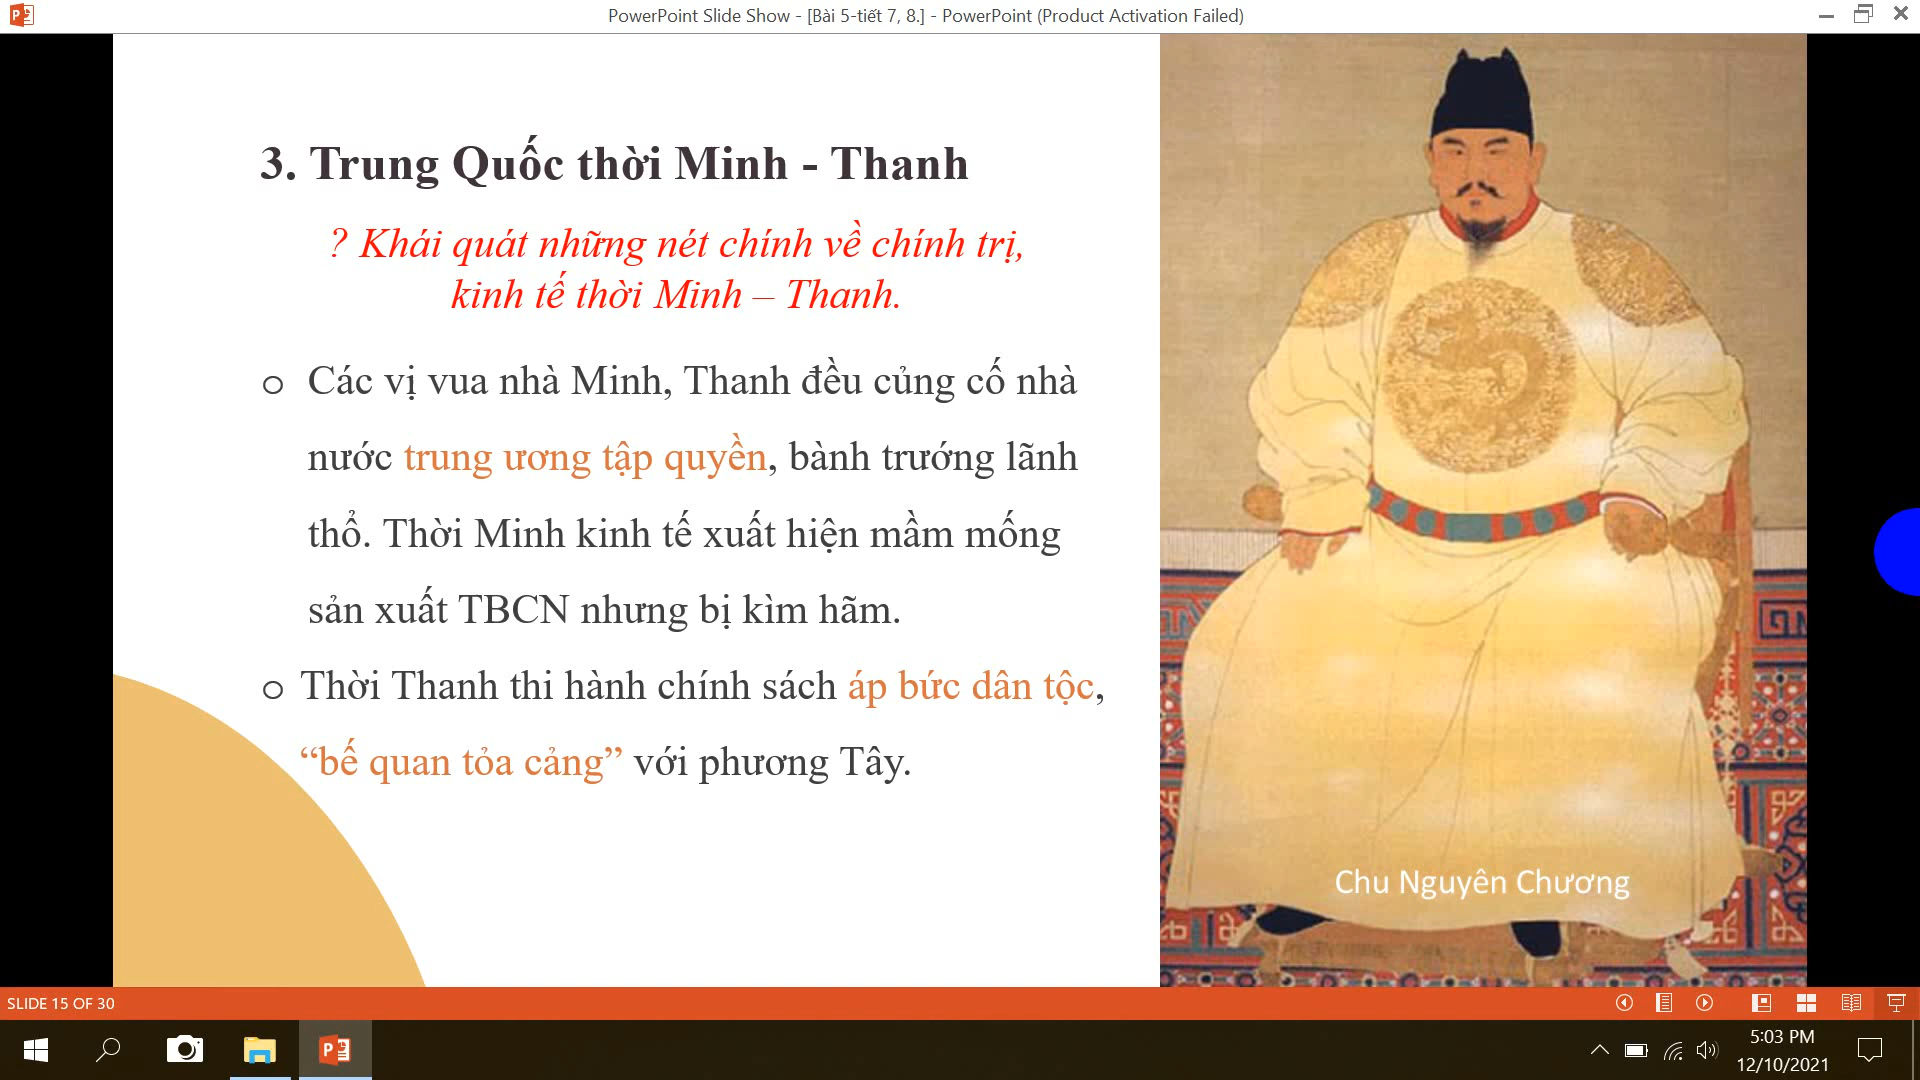 PowerPoint Slide Show - [Bài 5-tiết 7, 8.] - PowerPoint (Product Activation Failed)
3. Trung Quốc thời Minh - Thanh
? Khái quát những nét chính về chính trị,
kinh tế thời Minh – Thanh.
Các vị vua nhà Minh, Thanh đều củng cố nhà
nước trung ương tập quyền, bành trướng lãnh
thổ. Thời Minh kinh tế xuất hiện mầm mống
sản xuất TBCN nhưng bị kìm hãm.
Thời Thanh thi hành chính sách áp bức dân tộc,
“bế quan tỏa cảng” với phương Tây.
Chu Nguyên Chương
SLIDE 15 OF 30
5:03 PM
12/10/2021